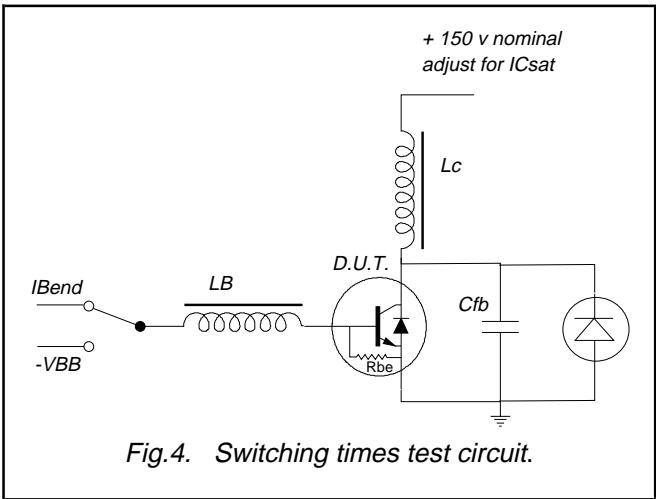 + 150 v nominal
adjust for ICsat
Lc
D.U.T.
IBend
LB
Cfb
-VBB
Rbe
Fig.4. Switching times test circuit.